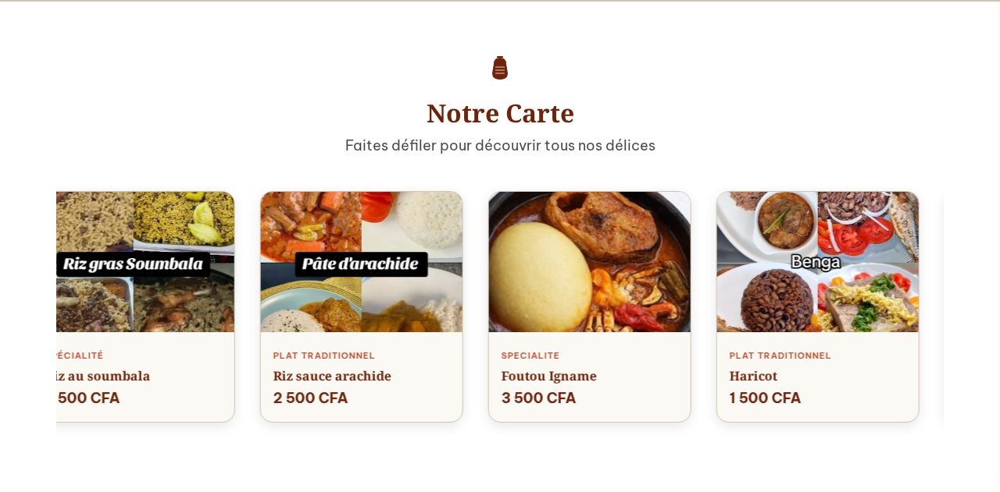 Notre Carte
Faites défiler pour découvrir tous nos délices
Riz gras Soumbala
Pâte d'arachide
Benga
PÉCIALITÉ
iz au soumbala
500 CFA
PLAT TRADITIONNEL
Riz sauce arachide
2 500 CFA
SPECIALITE
Foutou Igname
3 500 CFA
PLAT TRADITIONNEL
Haricot
1 500 CFA